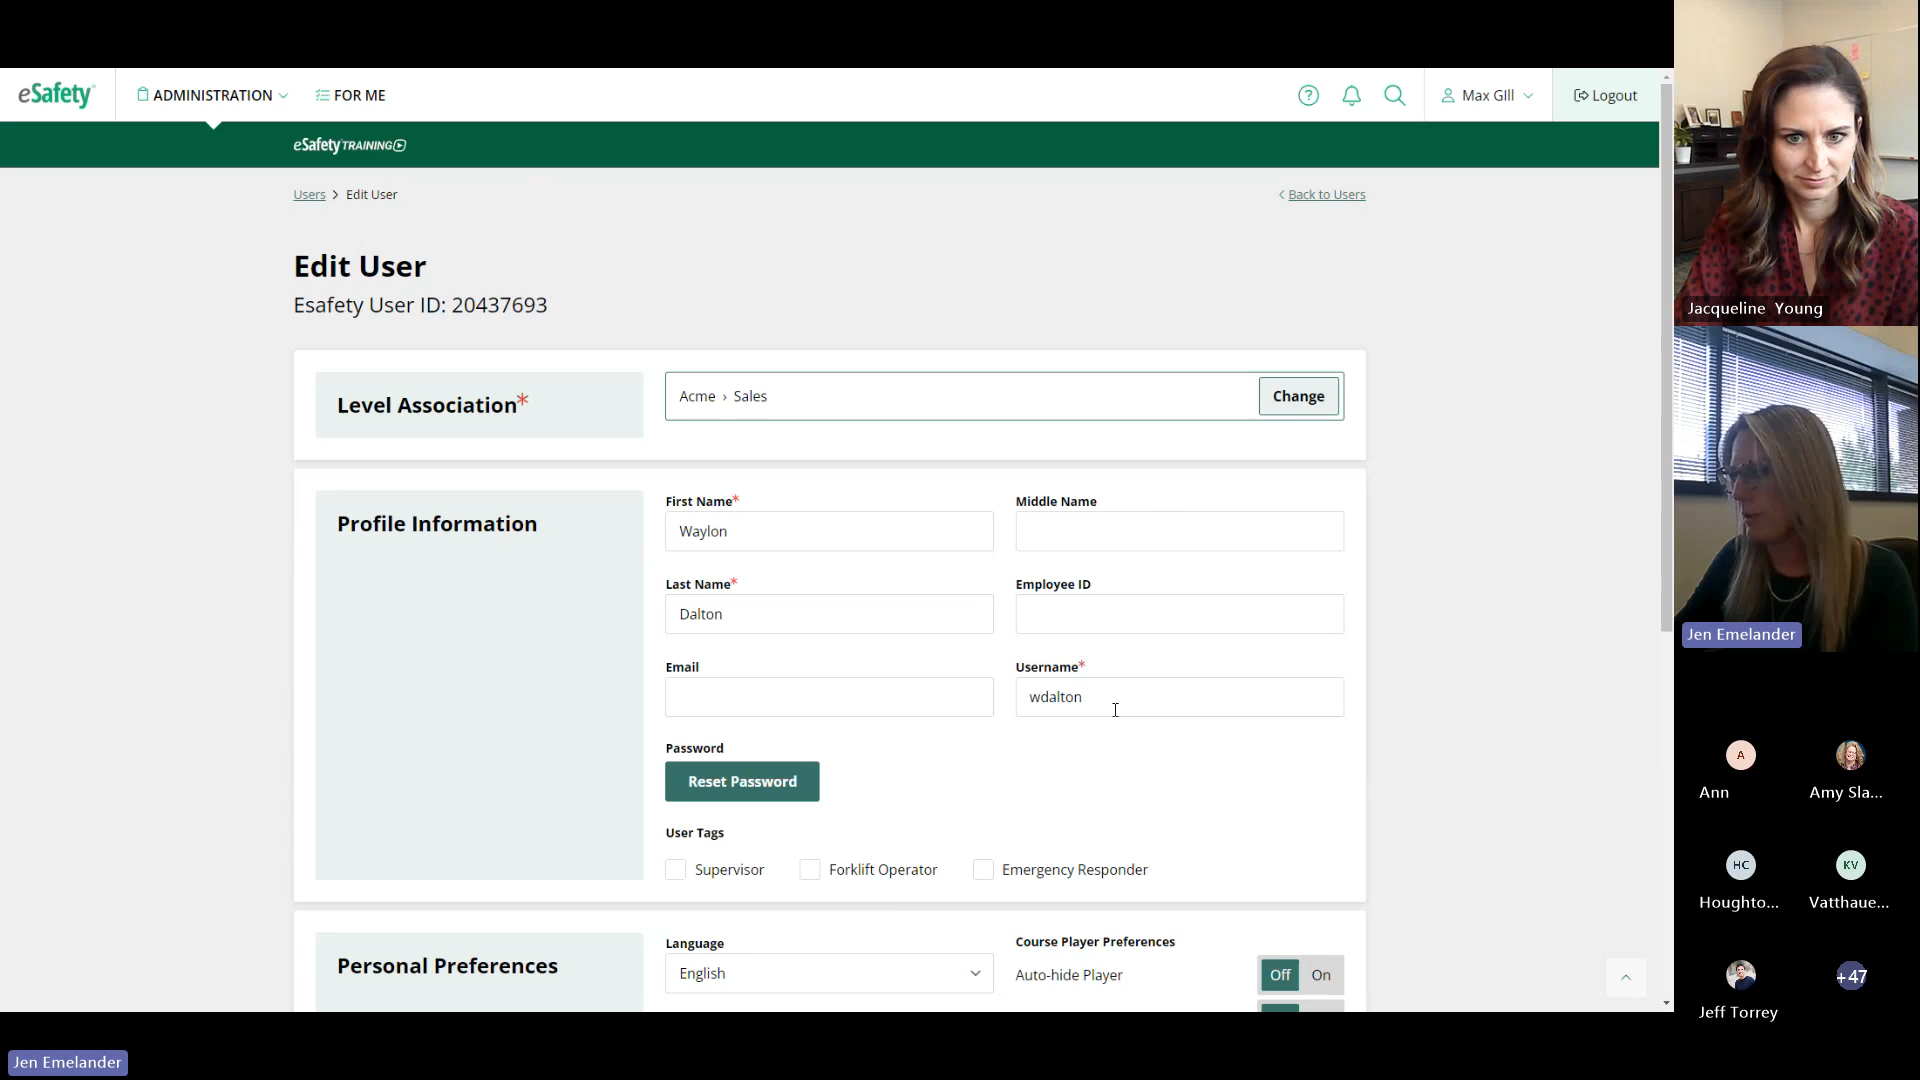 eSafety
ADMINISTRATION
FOR ME
?
Max GIll
Logout
eSafety TRAINING
Users > Edit User
< Back to Users
Edit User
Esafety User ID: 20437693
Level Association*
Acme › Sales
Change
Profile Information
First Name*
Middle Name
Waylon
Last Name*
Employee ID
Dalton
Email
Username*
wdalton
Password
Reset Password
User Tags
Supervisor
Forklift Operator
Emergency Responder
Personal Preferences
Language
English
Course Player Preferences
Auto-hide Player
Off On
Jacqueline Young
Jen Emelander
A
Ann
Amy Sla...
HC
Houghto...
KV
Vatthaue...
Jeff Torrey
+47
Jen Emelander